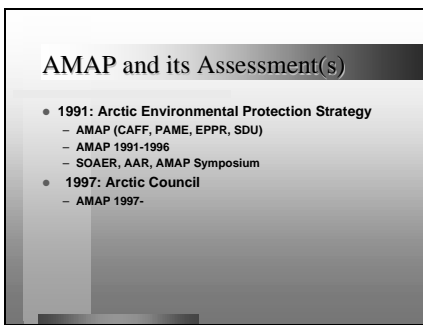 AMAP and its Assessment(s)
• 1991: Arctic Environmental Protection Strategy
– AMAP (CAFF, PAME, EPPR, SDU)
– AMAP 1991-1996
– SOAER, AAR, AMAP Symposium
• 1997: Arctic Council
– AMAP 1997-